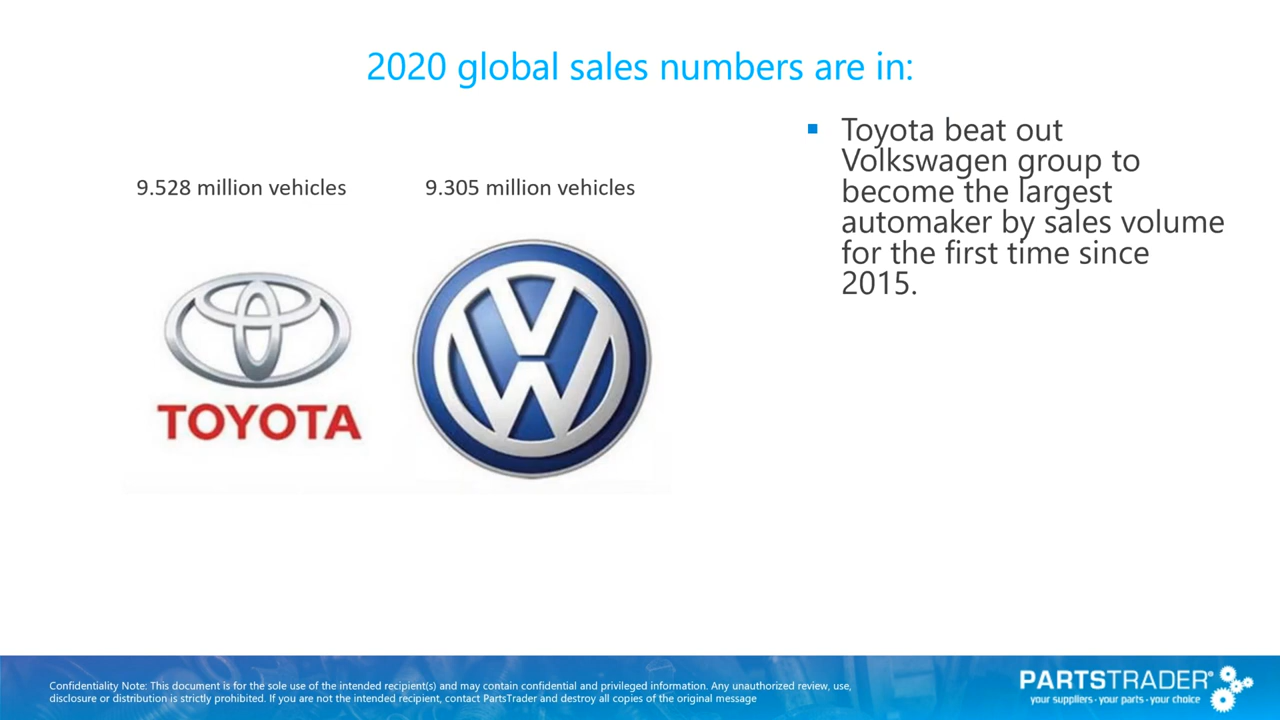 2020 global sales numbers are in:
9.528 million vehicles
9.305 million vehicles
TOYOTA
Toyota beat out
Volkswagen group to
become the largest
automaker by sales volume
for the first time since
2015.
Confidentiality Note: This document is for the sole use of the intended recipient(s) and may contain confidential and privileged information. Any unauthorized review, use,
disclosure or distribution is strictly prohibited. If you are not the intended recipient, contact PartsTrader and destroy all copies of the original message
PARTSTRADER®
your suppliers · your parts · your choice